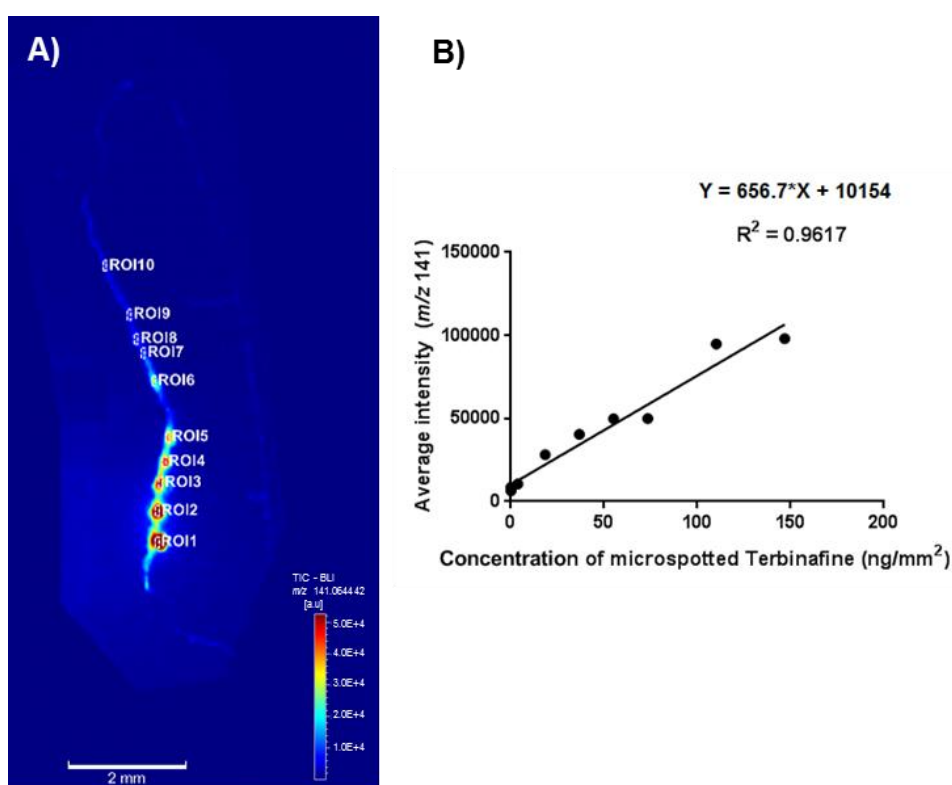 A)
ROI10
ROI9
ROI8
ROI7
ROI6
ROI5
ROI4
ROI3
ROI2
ROI1
TIC - BLI
m/z 141.064442
[a.u]
5.0E+4
4.0E+4
3.0E+4
2.0E+4
1.0E+4
2 mm
B)
Y = 656.7*X + 10154
R² = 0.9617
Average intensity (m/z 141)
150000
100000
50000
0
0 50 100 150 200
Concentration of microspotted Terbinafine (ng/mm²)